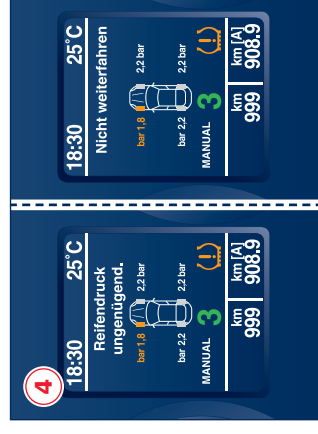 4
18:30 25°C
Reifendruck
ungenügend.
bar 1,8 2,2 bar
bar 2,2 2,2 bar
MANUAL 3
km km [A]
999 908.9
18:30 25°C
Nicht weiterfahren
bar 1,8 2,2 bar
bar 2,2 2,2 bar
MANUAL 3
km km [A]
999 908.9